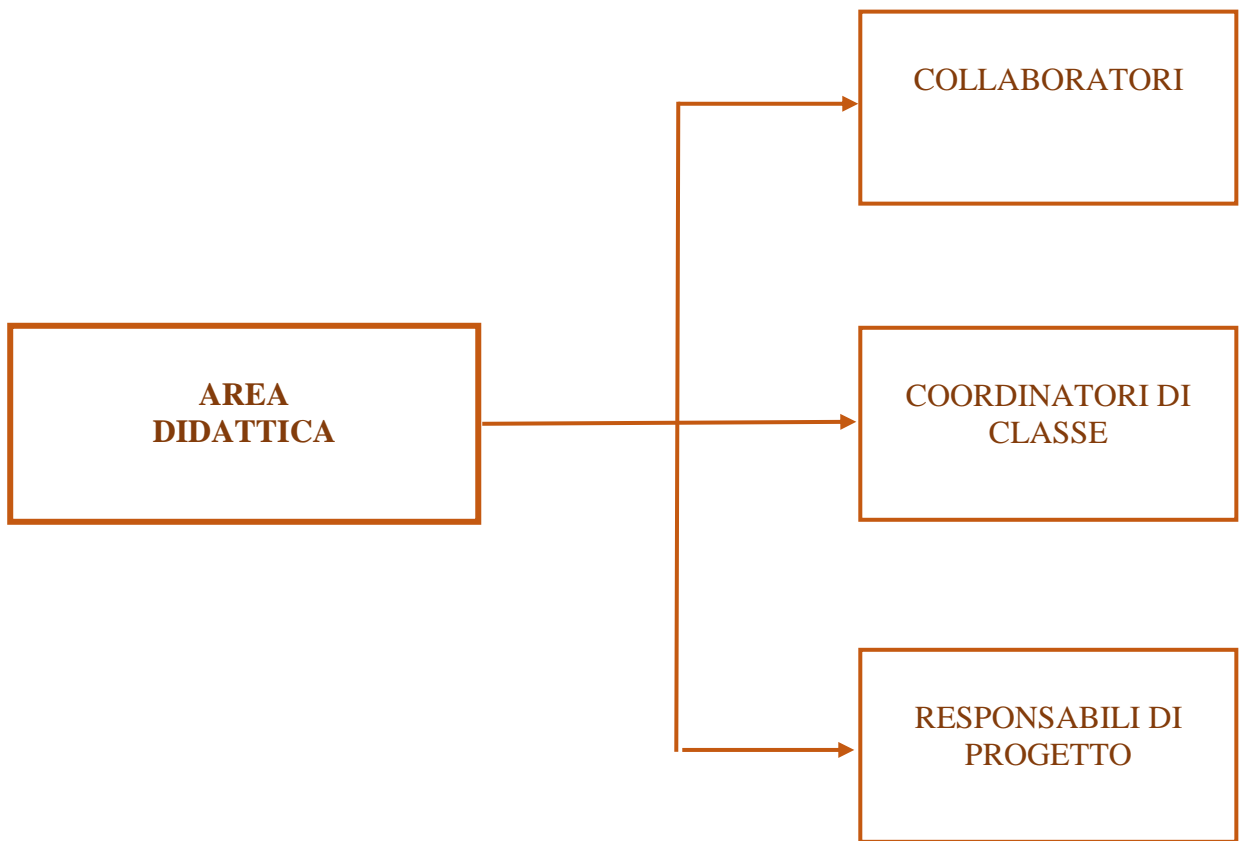 COLLABORATORI
AREA
DIDATTICA
COORDINATORI DI
CLASSE
RESPONSABILI DI
PROGETTO